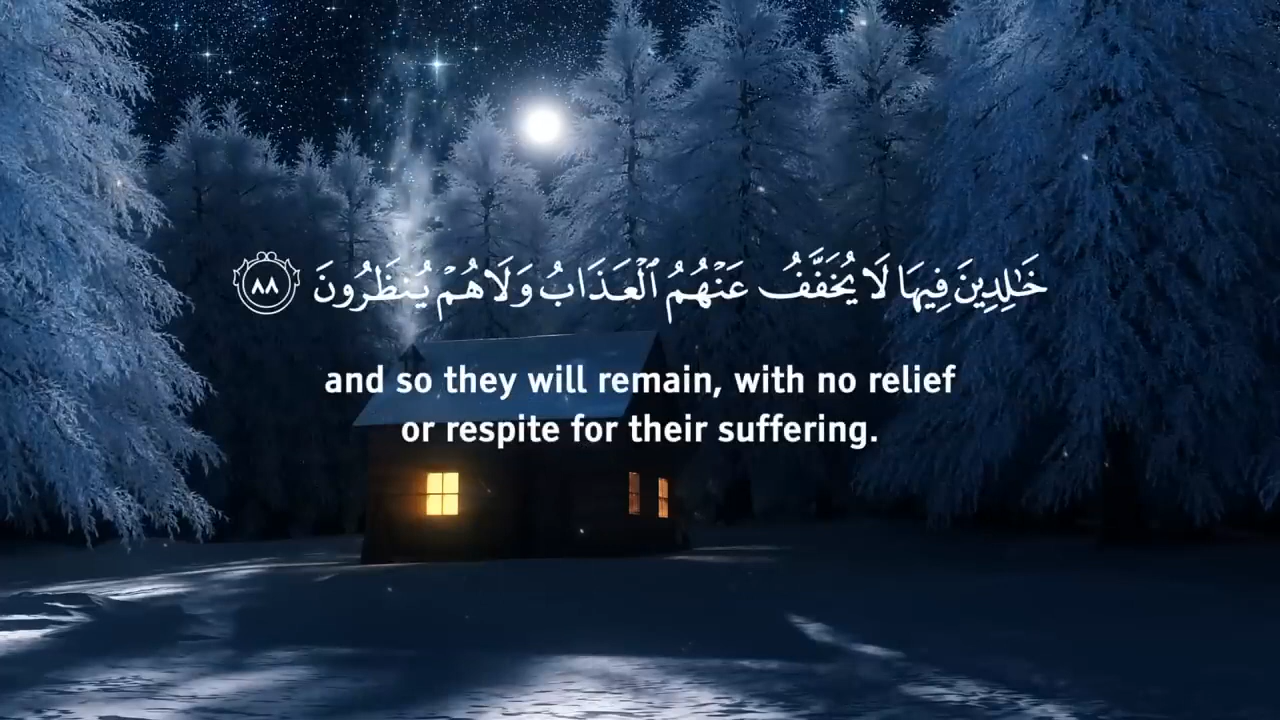 خَٰلِدِينَ فِيهَا لَا يُخَفَّفُ عَنۡهُمُ ٱلۡعَذَابُ وَلَا هُمۡ يُنظَرُونَ ٨٨
and so they will remain, with no relief
or respite for their suffering.